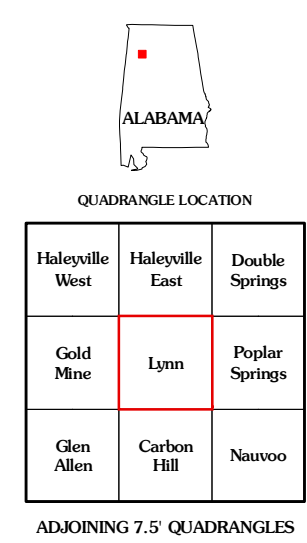 ALABAMA
QUADRANGLE LOCATION
Haleyville
West
Haleyville
East
Double
Springs
Gold
Mine
Lynn
Poplar
Springs
Glen
Allen
Carbon
Hill
Nauvoo
ADJOINING 7.5' QUADRANGLES